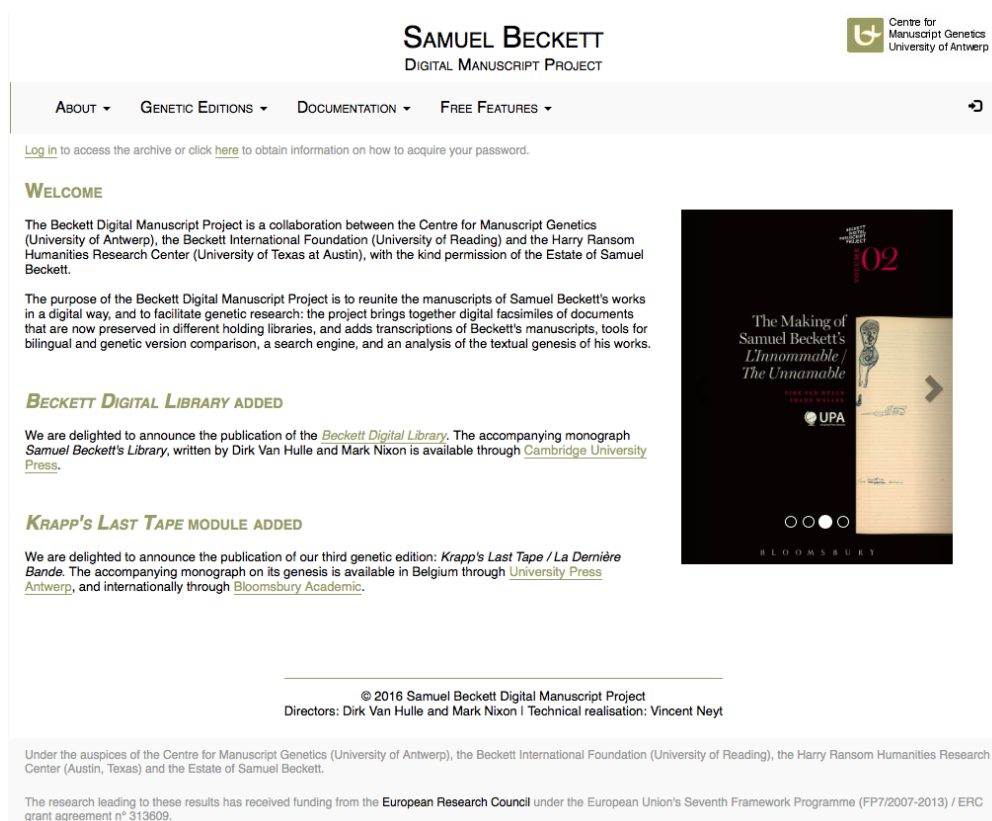 SAMUEL BECKETT
DIGITAL MANUSCRIPT PROJECT
Centre for
Manuscript Genetics
University of Antwerp
ABOUT GENETIC EDITIONS DOCUMENTATION FREE FEATURES
Log in to access the archive or click here to obtain information on how to acquire your password.
WELCOME
The Beckett Digital Manuscript Project is a collaboration between the Centre for Manuscript Genetics
(University of Antwerp), the Beckett International Foundation (University of Reading) and the Harry Ransom
Humanities Research Center (University of Texas at Austin), with the kind permission of the Estate of Samuel
Beckett.
The purpose of the Beckett Digital Manuscript Project is to reunite the manuscripts of Samuel Beckett's works
in a digital way, and to facilitate genetic research: the project brings together digital facsimiles of documents
that are now preserved in different holding libraries, and adds transcriptions of Beckett's manuscripts, tools for
bilingual and genetic version comparison, a search engine, and an analysis of the textual genesis of his works.
BECKETT DIGITAL LIBRARY ADDED
We are delighted to announce the publication of the Beckett Digital Library. The accompanying monograph
Samuel Beckett's Library, written by Dirk Van Hulle and Mark Nixon is available through Cambridge University
Press.
KRAPP'S LAST TAPE MODULE ADDED
We are delighted to announce the publication of our third genetic edition: Krapp's Last Tape / La Dernière
Bande. The accompanying monograph on its genesis is available in Belgium through University Press
Antwerp, and internationally through Bloomsbury Academic.
BECKETT
DIGITAL
MANUSCRIPT
PROJECT
VOLUME 02
The Making of
Samuel Beckett's
L'Innommable /
The Unnamable
DIRK VAN HULLE
SHANE WELLER
UPA
BLOOMSBURY
© 2016 Samuel Beckett Digital Manuscript Project
Directors: Dirk Van Hulle and Mark Nixon | Technical realisation: Vincent Neyt
Under the auspices of the Centre for Manuscript Genetics (University of Antwerp), the Beckett International Foundation (University of Reading), the Harry Ransom Humanities Research
Center (Austin, Texas) and the Estate of Samuel Beckett.
The research leading to these results has received funding from the European Research Council under the European Union's Seventh Framework Programme (FP7/2007-2013) / ERC
grant agreement n° 313609.